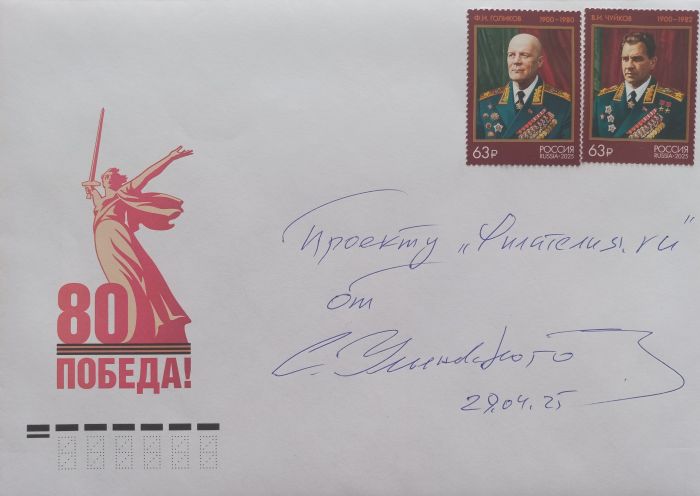 Ф.И. ГОЛИКОВ 1900–1980
63₽ РОССИЯ
RUSSIA·2025
В.И. ЧУЙКОВ 1900–1982
63₽ РОССИЯ
RUSSIA·2025
80
ПОБЕДА!
Проекту „Филателия.ru"
от
С.
29.04.25